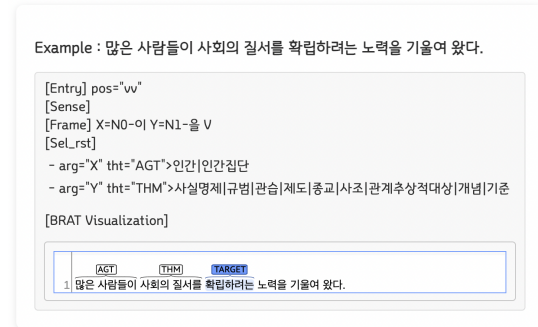 Example : 많은 사람들이 사회의 질서를 확립하려는 노력을 기울여 왔다.
[Entry] pos="vv"
[Sense]
[Frame] X=N0-이 Y=N1-을 V
[Sel_rst]
- arg="X" tht="AGT">인간|인간집단
- arg="Y" tht="THM">사실명제|규범|관습|제도|종교|사조|관계추상적대상|개념|기준
[BRAT Visualization]
AGT THM TARGET
1 많은 사람들이 사회의 질서를 확립하려는 노력을 기울여 왔다.